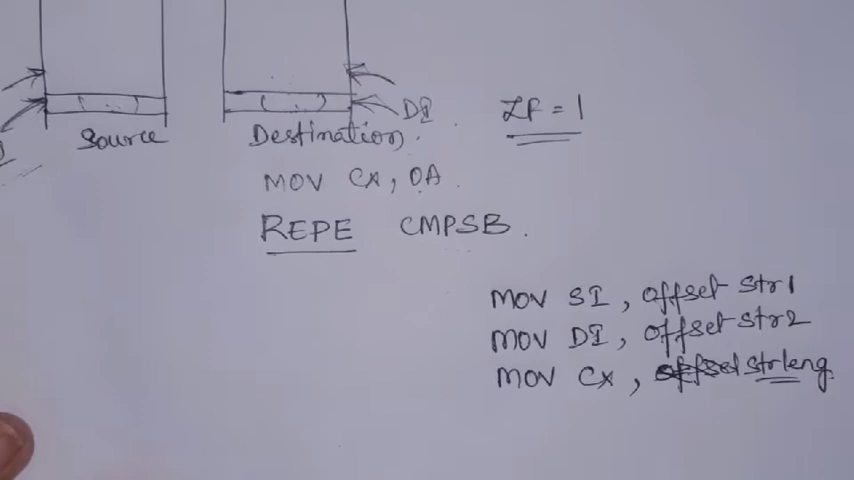 DI
ZF = 1
Source
Destination.
MOV CX, 0A
REPE CMPSB.
MOV SI, offset str1
MOV DI, offset str2
MOV CX, strleng